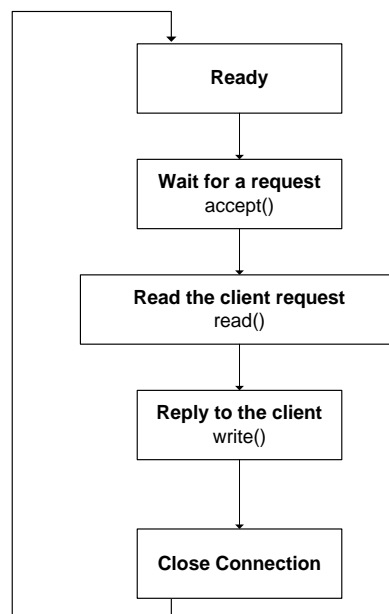 Ready
Wait for a request
accept()
Read the client request
read()
Reply to the client
write()
Close Connection